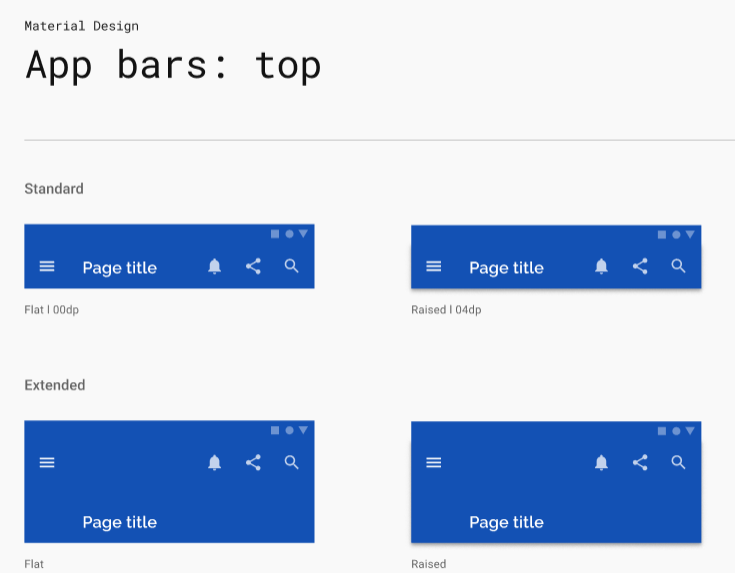 Material Design
App bars: top
Standard
Page title
Page title
Flat | 00dp
Raised | 04dp
Extended
Page title
Page title
Flat
Raised